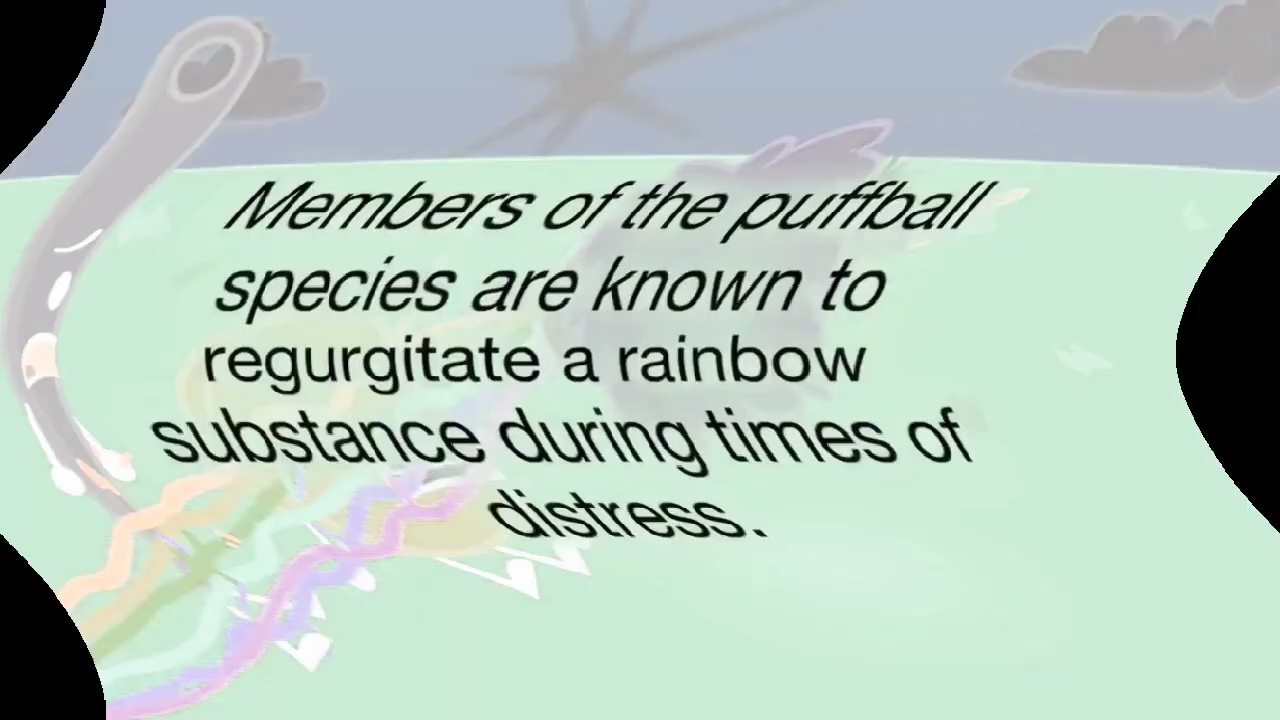 Members of the puffball
species are known to
regurgitate a rainbow
substance during times of
distress.